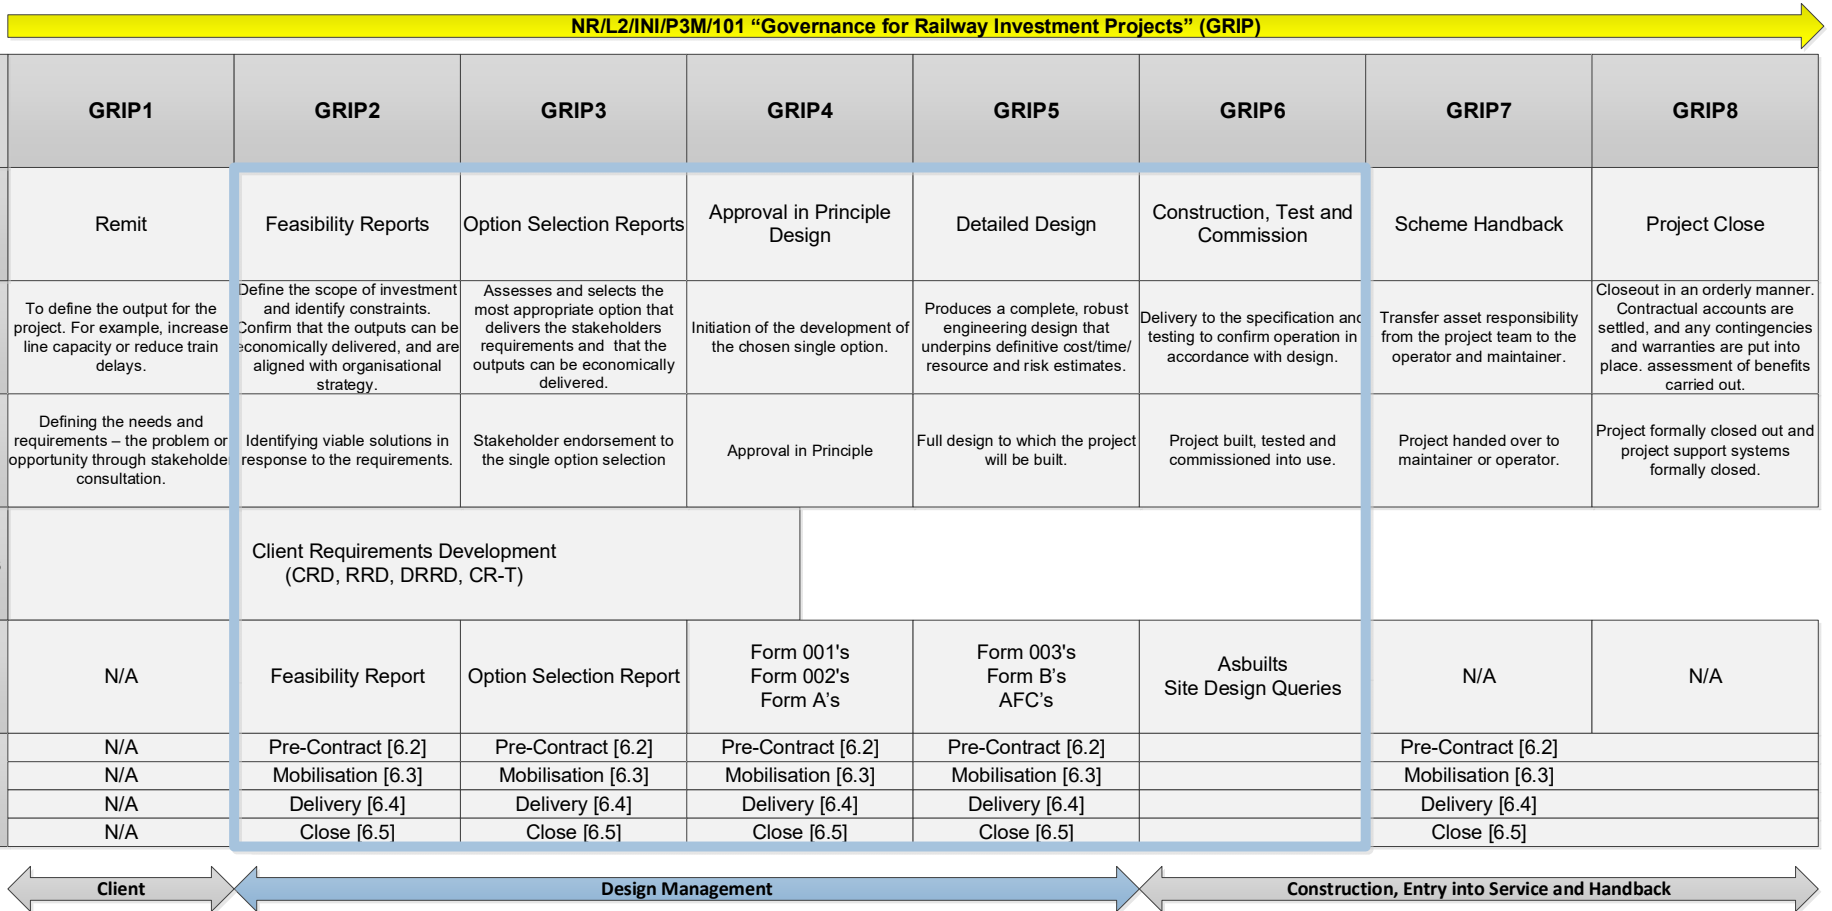 NR/L2/INI/P3M/101 “Governance for Railway Investment Projects” (GRIP)
GRIP1
GRIP2
GRIP3
GRIP4
GRIP5
GRIP6
GRIP7
GRIP8
Remit
Feasibility Reports
Option Selection Reports
Approval in Principle
Design
Detailed Design
Construction, Test and
Commission
Scheme Handback
Project Close
To define the output for the
project. For example, increase
line capacity or reduce train
delays.
Define the scope of investment
and identify constraints.
Confirm that the outputs can be
economically delivered, and are
aligned with organisational
strategy.
Assesses and selects the
most appropriate option that
delivers the stakeholders
requirements and that the
outputs can be economically
delivered.
Initiation of the development of
the chosen single option.
Produces a complete, robust
engineering design that
underpins definitive cost/time/
resource and risk estimates.
Delivery to the specification and
testing to confirm operation in
accordance with design.
Transfer asset responsibility
from the project team to the
operator and maintainer.
Closeout in an orderly manner.
Contractual accounts are
settled, and any contingencies
and warranties are put into
place. assessment of benefits
carried out.
Defining the needs and
requirements – the problem or
opportunity through stakeholder
consultation.
Identifying viable solutions in
response to the requirements.
Stakeholder endorsement to
the single option selection
Approval in Principle
Full design to which the project
will be built.
Project built, tested and
commissioned into use.
Project handed over to
maintainer or operator.
Project formally closed out and
project support systems
formally closed.
Client Requirements Development
(CRD, RRD, DRRD, CR-T)
N/A
Feasibility Report
Option Selection Report
Form 001's
Form 002's
Form A’s
Form 003's
Form B’s
AFC’s
Asbuilts
Site Design Queries
N/A
N/A
N/A
Pre-Contract [6.2]
Pre-Contract [6.2]
Pre-Contract [6.2]
Pre-Contract [6.2]
Pre-Contract [6.2]
N/A
Mobilisation [6.3]
Mobilisation [6.3]
Mobilisation [6.3]
Mobilisation [6.3]
Mobilisation [6.3]
N/A
Delivery [6.4]
Delivery [6.4]
Delivery [6.4]
Delivery [6.4]
Delivery [6.4]
N/A
Close [6.5]
Close [6.5]
Close [6.5]
Close [6.5]
Close [6.5]
Client
Design Management
Construction, Entry into Service and Handback